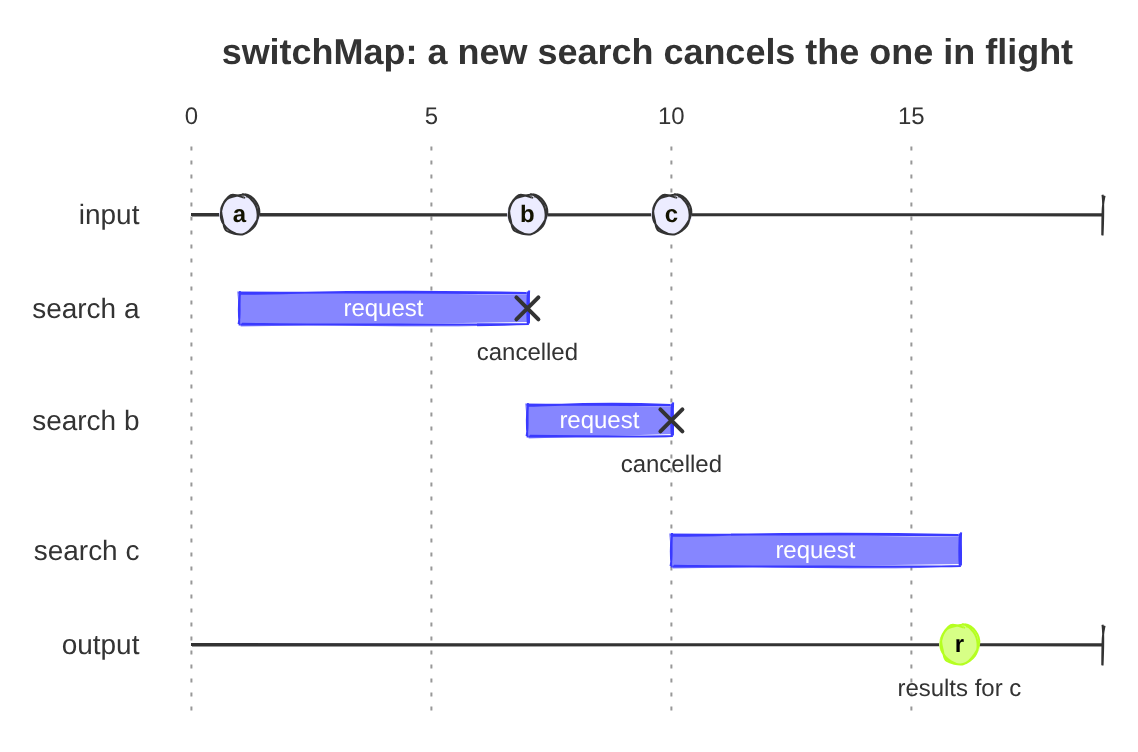 switchMap: a new search cancels the one in flight
0 5 10 15
input a b c
search a request
cancelled
search b request
cancelled
search c request
output r
results for c